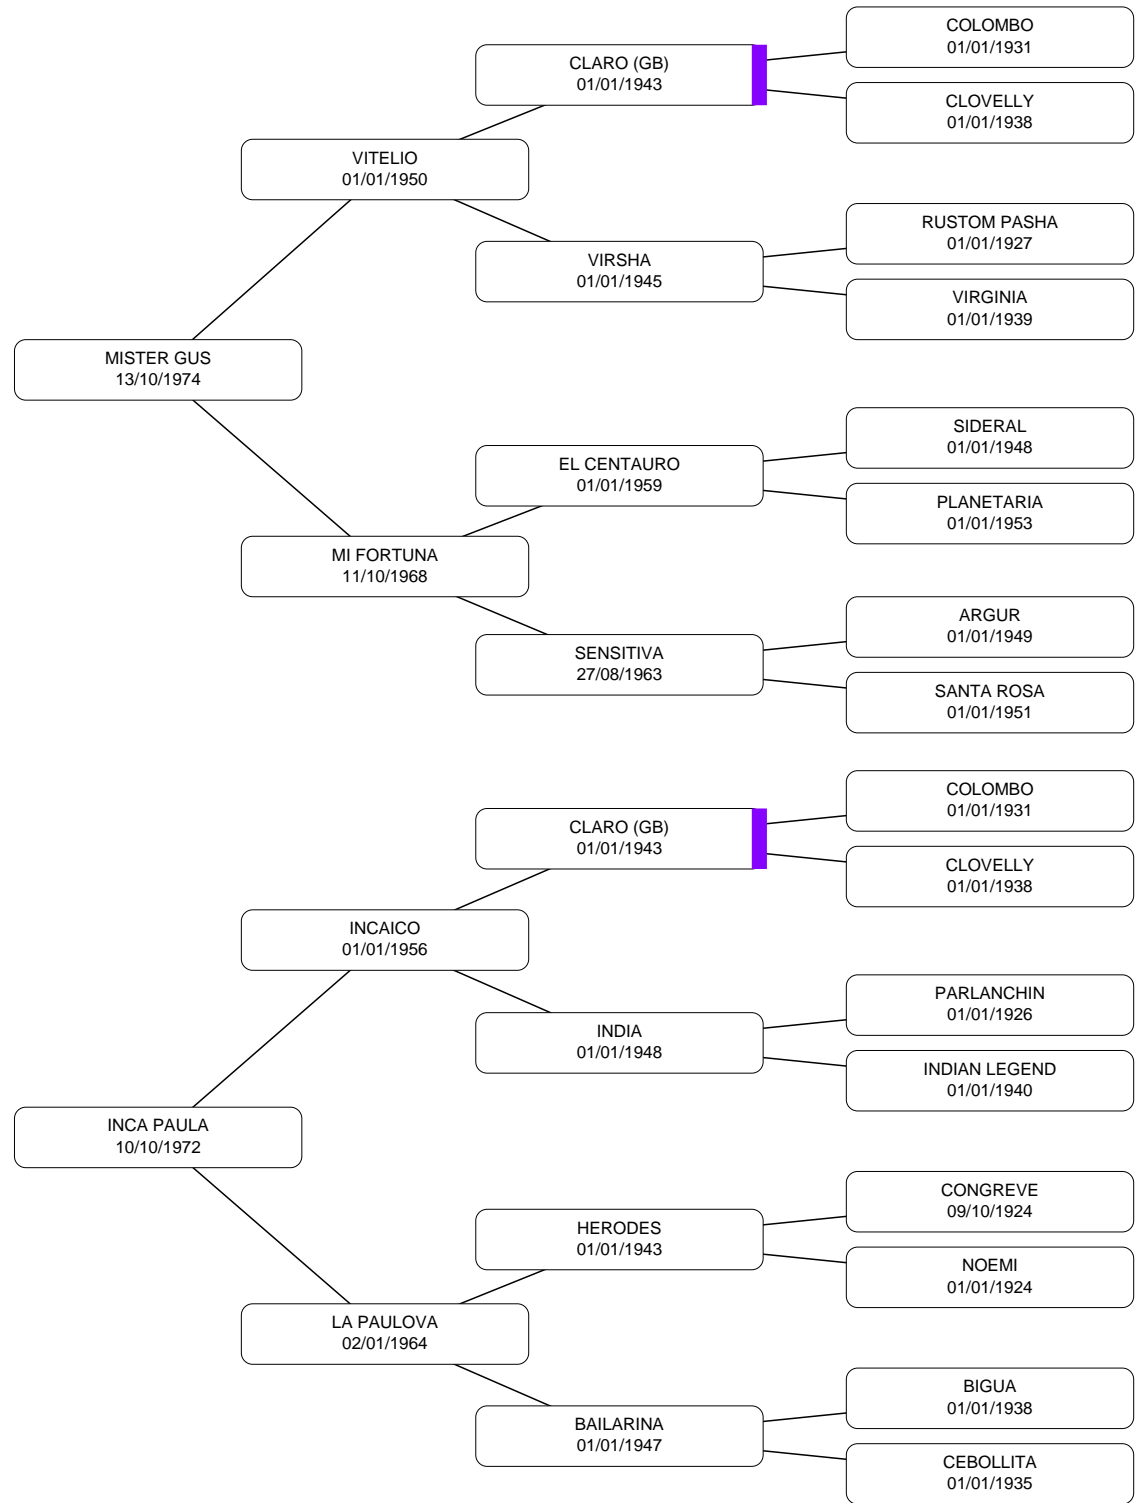 COLOMBO
01/01/1931
CLARO (GB)
01/01/1943
CLOVELLY
01/01/1938
VITELIO
01/01/1950
RUSTOM PASHA
01/01/1927
VIRSHA
01/01/1945
VIRGINIA
01/01/1939
MISTER GUS
13/10/1974
SIDERAL
01/01/1948
EL CENTAURO
01/01/1959
PLANETARIA
01/01/1953
MI FORTUNA
11/10/1968
ARGUR
01/01/1949
SENSITIVA
27/08/1963
SANTA ROSA
01/01/1951
COLOMBO
01/01/1931
CLARO (GB)
01/01/1943
CLOVELLY
01/01/1938
INCAICO
01/01/1956
PARLANCHIN
01/01/1926
INDIA
01/01/1948
INDIAN LEGEND
01/01/1940
INCA PAULA
10/10/1972
CONGREVE
09/10/1924
HERODES
01/01/1943
NOEMI
01/01/1924
LA PAULOVA
02/01/1964
BIGUA
01/01/1938
BAILARINA
01/01/1947
CEBOLLITA
01/01/1935